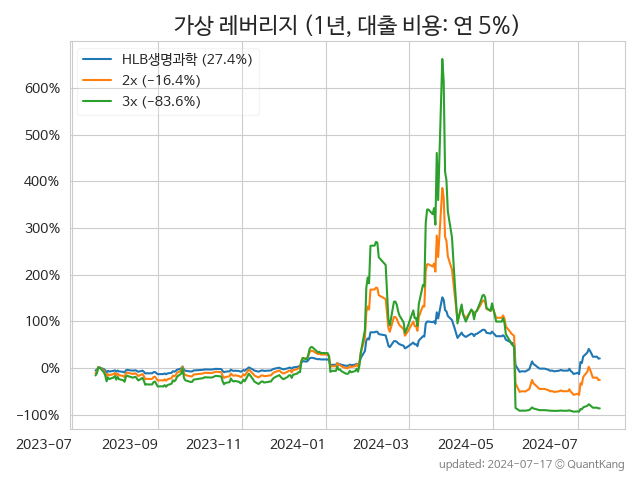 가상 레버리지 (1년, 대출 비용: 연 5%)
HLB생명과학 (27.4%)
2x (−16.4%)
3x (−83.6%)
600%
500%
400%
300%
200%
100%
0%
−100%
2023-07 2023-09 2023-11 2024-01 2024-03 2024-05 2024-07
updated: 2024-07-17 © QuantKang